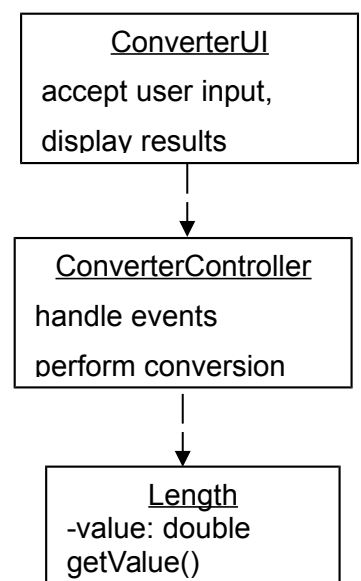 ConverterUI
accept user input,
display results
ConverterController
handle events
perform conversion
Length
-value: double
getValue()